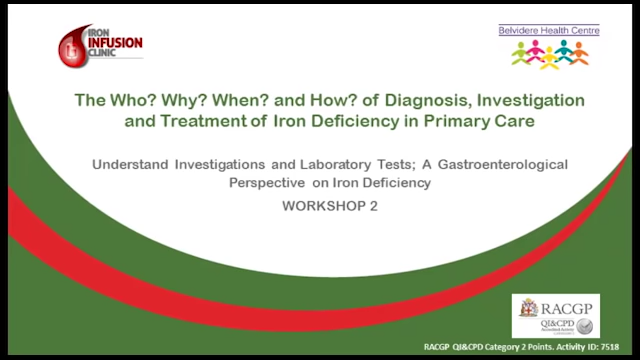 IRON
INFUSION
CLINIC
Belvidere Health Centre
The Who? Why? When? and How? of Diagnosis, Investigation
and Treatment of Iron Deficiency in Primary Care
Understand Investigations and Laboratory Tests; A Gastroenterological
Perspective on Iron Deficiency
WORKSHOP 2
RACGP
QI&CPD
RACGP QI&CPD Category 2 Points. Activity ID: 7518